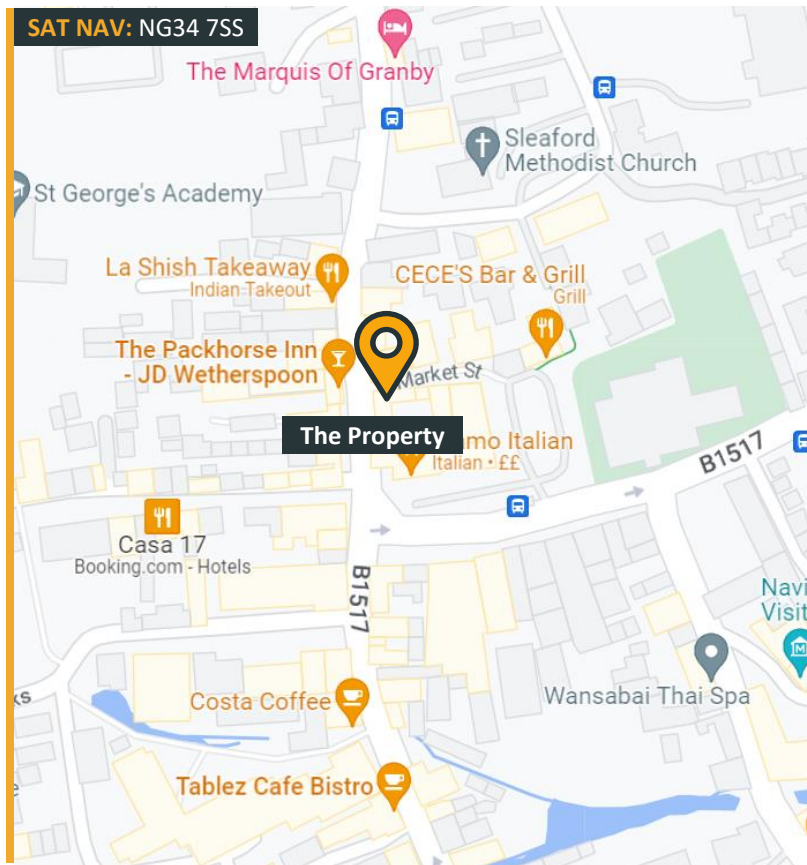 SAT NAV: NG34 7SS
The Marquis Of Granby
Sleaford
Methodist Church
St George's Academy
La Shish Takeaway
Indian Takeout
CECE'S Bar & Grill
Grill
The Packhorse Inn
- JD Wetherspoon
Market St
The Property
mo Italian
Italian • ££
B1517
Casa 17
Booking.com - Hotels
B1517
Navi
Visit
M
Costa Coffee
Wansabai Thai Spa
Tablez Cafe Bistro